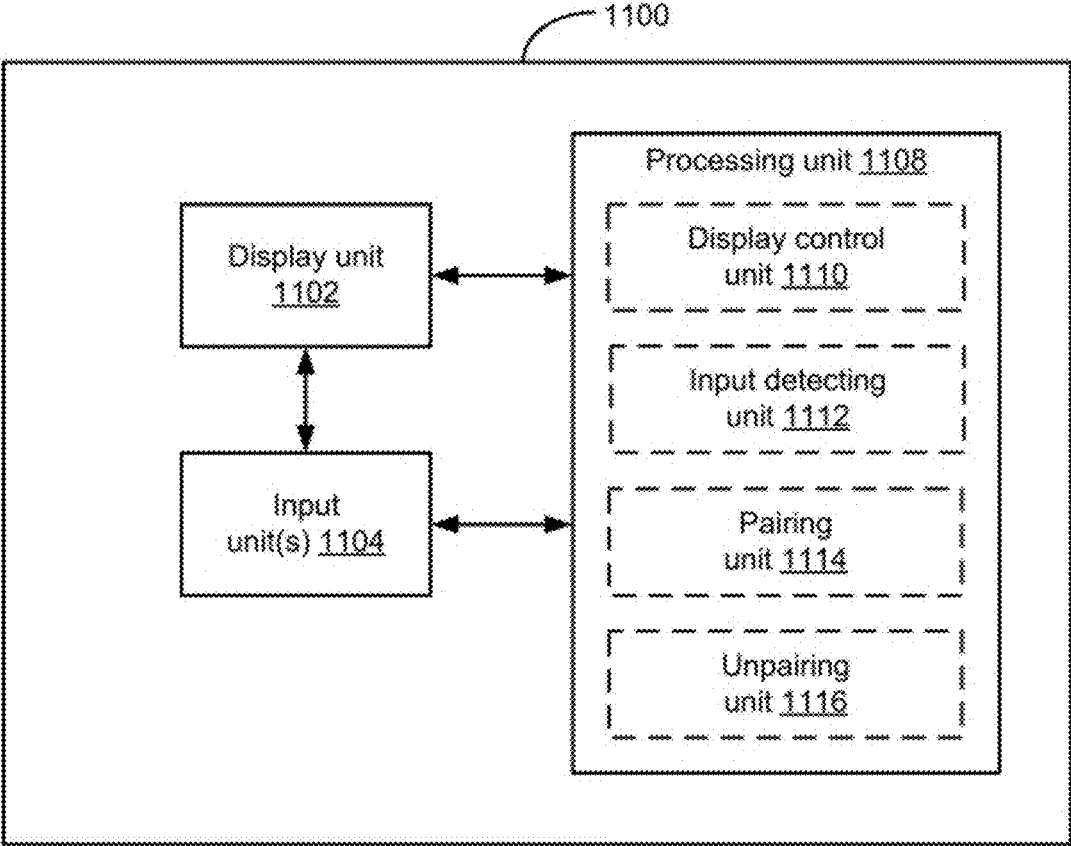 1100
Processing unit 1108
Display unit
1102
Display control
unit 1110
Input detecting
unit 1112
Input
unit(s) 1104
Pairing
unit 1114
Unpairing
unit 1116